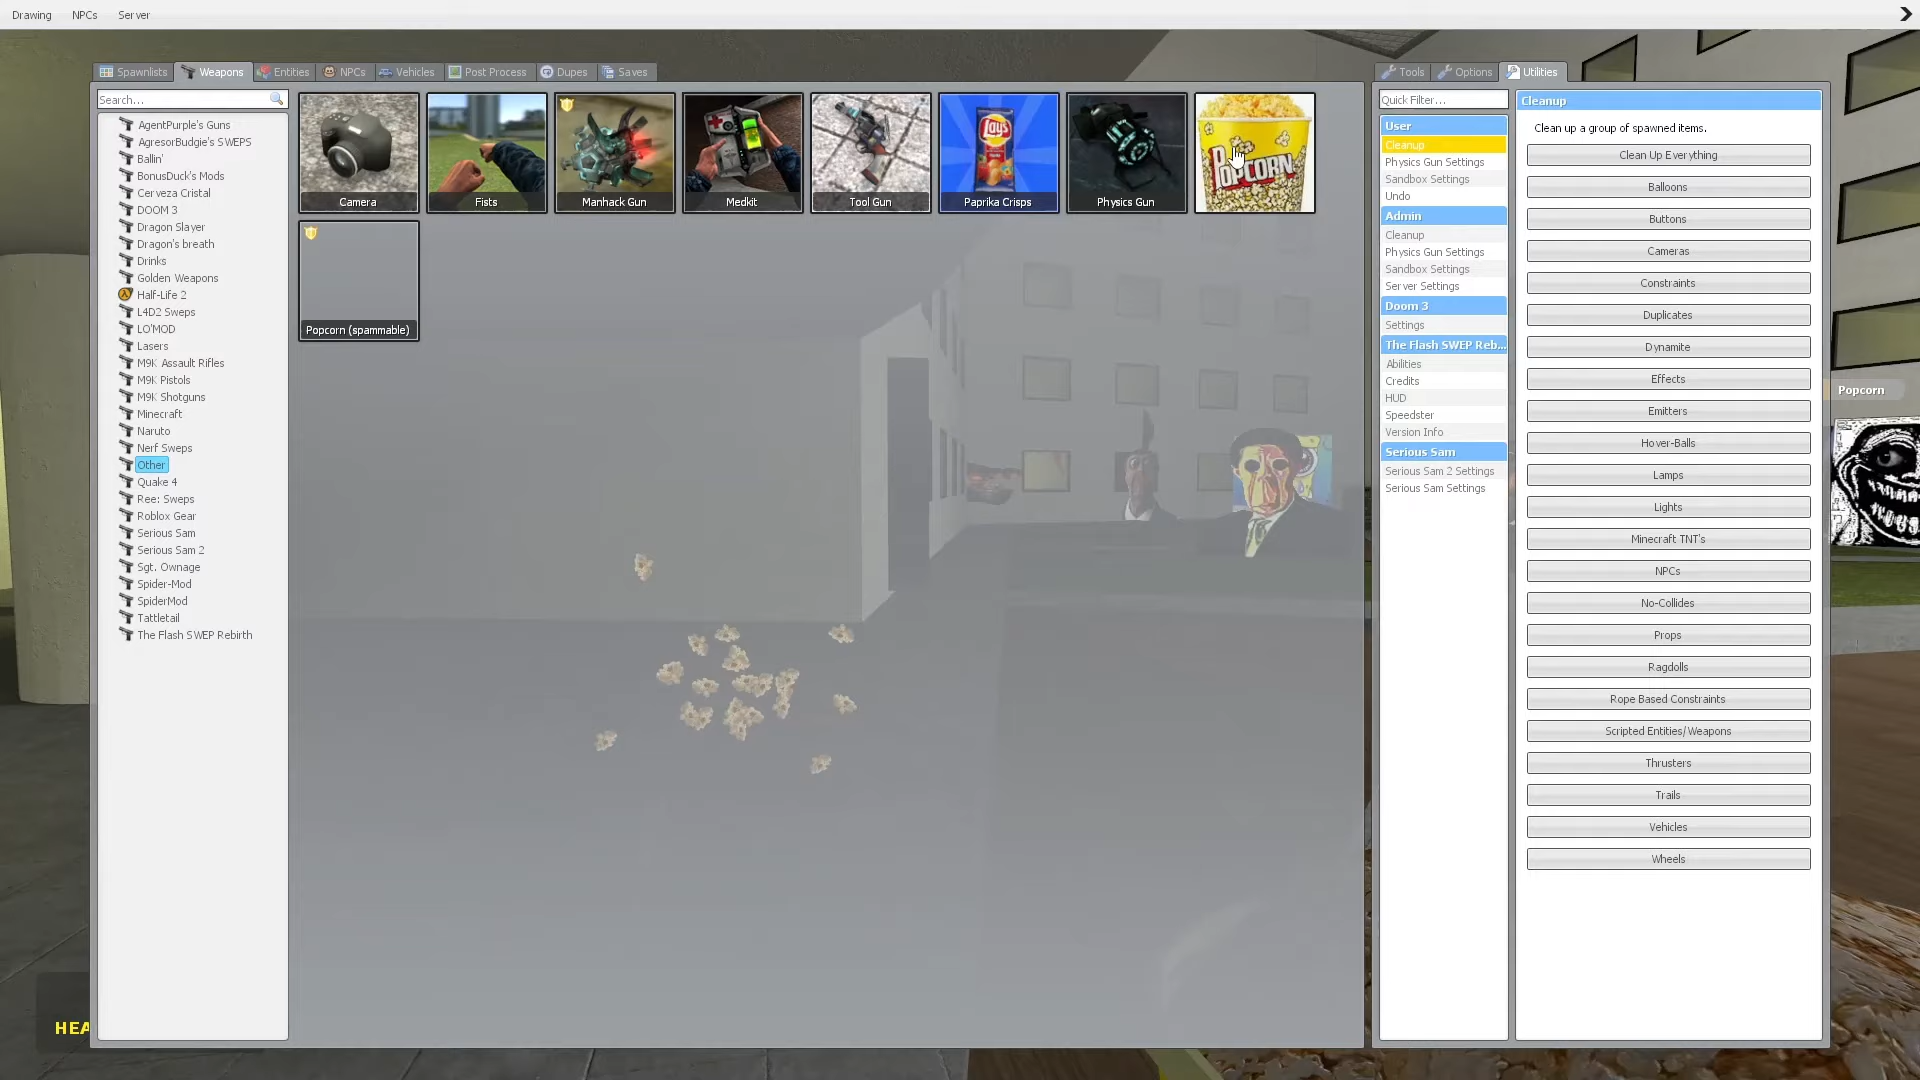 Drawing NPCs Server
Spawnlists Weapons Entities NPCs Vehicles Post Process Dupes Saves
Tools Options Utilities
Search...
AgentPurple's Guns
AgresorBudgie's SWEPS
Ballin'
BonusDuck's Mods
Cerveza Cristal
DOOM 3
Dragon Slayer
Dragon's breath
Drinks
Golden Weapons
Half-Life 2
L4D2 Sweps
LO'MOD
Lasers
M9K Assault Rifles
M9K Pistols
M9K Shotguns
Minecraft
Naruto
Nerf Sweps
Other
Quake 4
Ree: Sweps
Roblox Gear
Serious Sam
Serious Sam 2
Sgt. Ownage
Spider-Mod
SpiderMod
Tattletail
The Flash SWEP Rebirth
Lay's
POPCORN
Camera Fists Manhack Gun Medkit Tool Gun Paprika Crisps Physics Gun
Popcorn (spammable)
Quick Filter...
User
Cleanup
Physics Gun Settings
Sandbox Settings
Undo
Admin
Cleanup
Physics Gun Settings
Sandbox Settings
Server Settings
Doom 3
Settings
The Flash SWEP Reb...
Abilities
Credits
HUD
Speedster
Version Info
Serious Sam
Serious Sam 2 Settings
Serious Sam Settings
Cleanup
Clean up a group of spawned items.
Clean Up Everything
Balloons
Buttons
Cameras
Constraints
Duplicates
Dynamite
Effects
Emitters
Hover-Balls
Lamps
Lights
Minecraft TNT's
NPCs
No-Collides
Props
Ragdolls
Rope Based Constraints
Scripted Entities/Weapons
Thrusters
Trails
Vehicles
Wheels
Popcorn
HEA